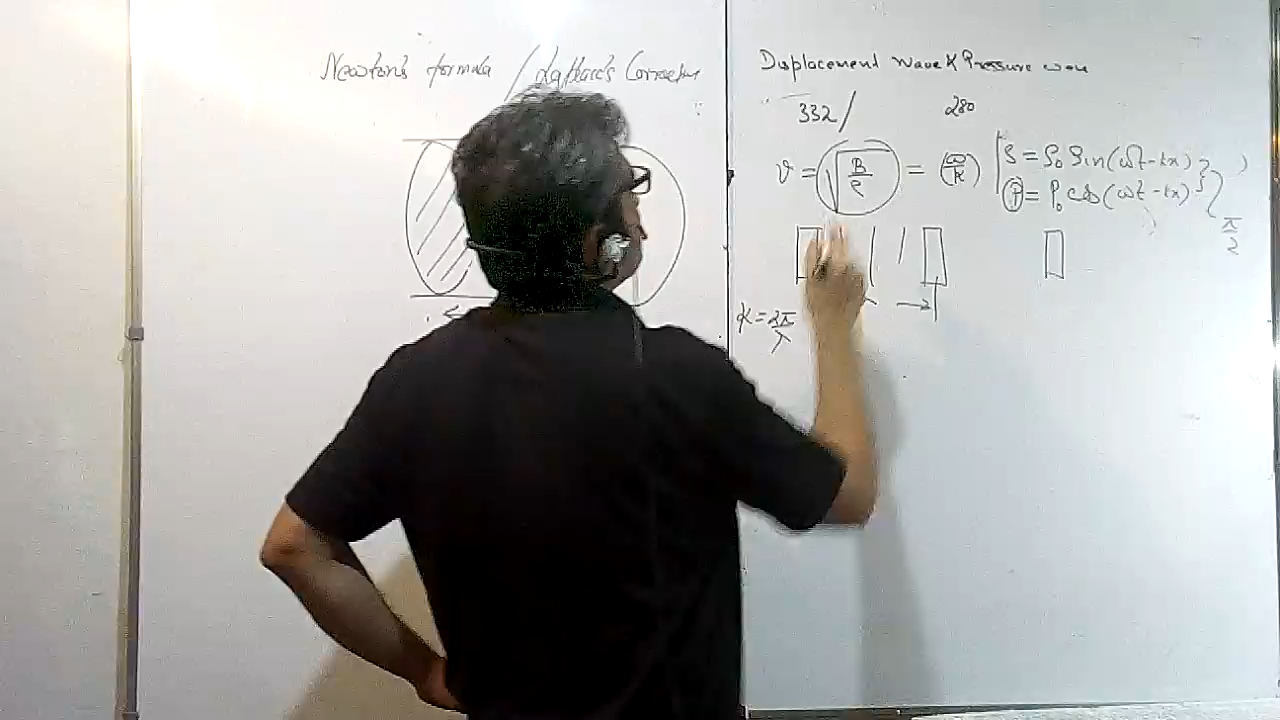 Newton's formula / Laplace's Correction
Displacement wave & Pressure wave
332/ 280
v = √(B/ρ) = (ω/k)
S = S₀ Sin(ωt-kx)
P = P₀ cos(ωt-kx)
π/2
K = 2π/λ